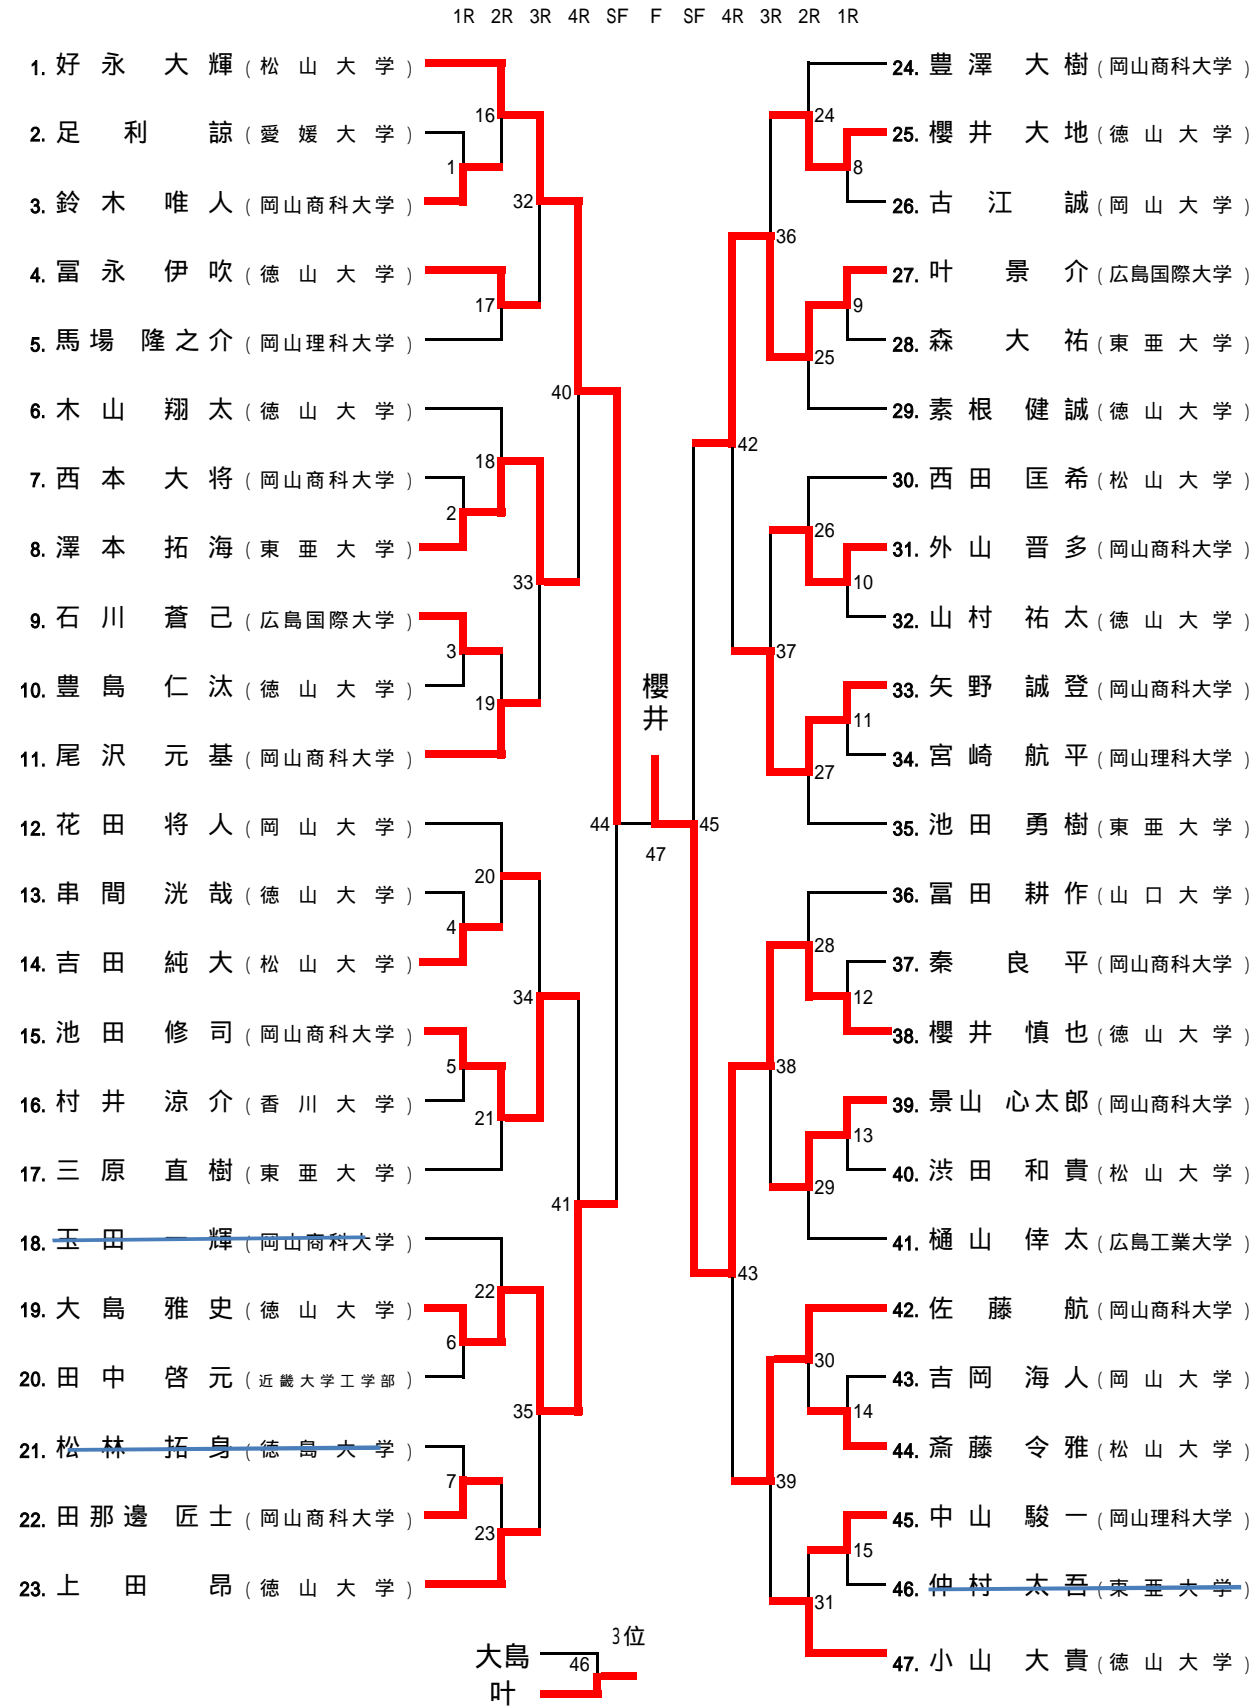 1R 2R 3R 4R SF F SF 4R 3R 2R 1R
1. 好永 大輝 (松山大学)
2. 足利 諒 (愛媛大学)
3. 鈴木 唯人 (岡山商科大学)
4. 冨永 伊吹 (徳山大学)
5. 馬場 隆之介 (岡山理科大学)
6. 木山 翔太 (徳山大学)
7. 西本 大将 (岡山商科大学)
8. 澤本 拓海 (東亜大学)
9. 石川 蒼己 (広島国際大学)
10. 豊島 仁汰 (徳山大学)
11. 尾沢 元基 (岡山商科大学)
12. 花田 将人 (岡山大学)
13. 串間 洸哉 (徳山大学)
14. 吉田 純大 (松山大学)
15. 池田 修司 (岡山商科大学)
16. 村井 涼介 (香川大学)
17. 三原 直樹 (東亜大学)
18. 玉田 一輝 (岡山商科大学)
19. 大島 雅史 (徳山大学)
20. 田中 啓元 (近畿大学工学部)
21. 松林 拓身 (徳島大学)
22. 田那邊 匠士 (岡山商科大学)
23. 上田 昂 (徳山大学)
1
2
3
4
5
6
7
16
17
18
19
20
21
22
23
32
33
34
35
40
41
44
櫻井
47
45
42
43
36
37
38
39
24
25
26
27
28
29
30
31
8
9
10
11
12
13
14
15
24. 豊澤 大樹 (岡山商科大学)
25. 櫻井 大地 (徳山大学)
26. 古江 誠 (岡山大学)
27. 叶 景介 (広島国際大学)
28. 森 大祐 (東亜大学)
29. 素根 健誠 (徳山大学)
30. 西田 匡希 (松山大学)
31. 外山 晋多 (岡山商科大学)
32. 山村 祐太 (徳山大学)
33. 矢野 誠登 (岡山商科大学)
34. 宮崎 航平 (岡山理科大学)
35. 池田 勇樹 (東亜大学)
36. 冨田 耕作 (山口大学)
37. 秦 良平 (岡山商科大学)
38. 櫻井 慎也 (徳山大学)
39. 景山 心太郎 (岡山商科大学)
40. 渋田 和貴 (松山大学)
41. 樋山 倖太 (広島工業大学)
42. 佐藤 航 (岡山商科大学)
43. 吉岡 海人 (岡山大学)
44. 斎藤 令雅 (松山大学)
45. 中山 駿一 (岡山理科大学)
46. 仲村 太吾 (東亜大学)
47. 小山 大貴 (徳山大学)
3位
大島
46
叶